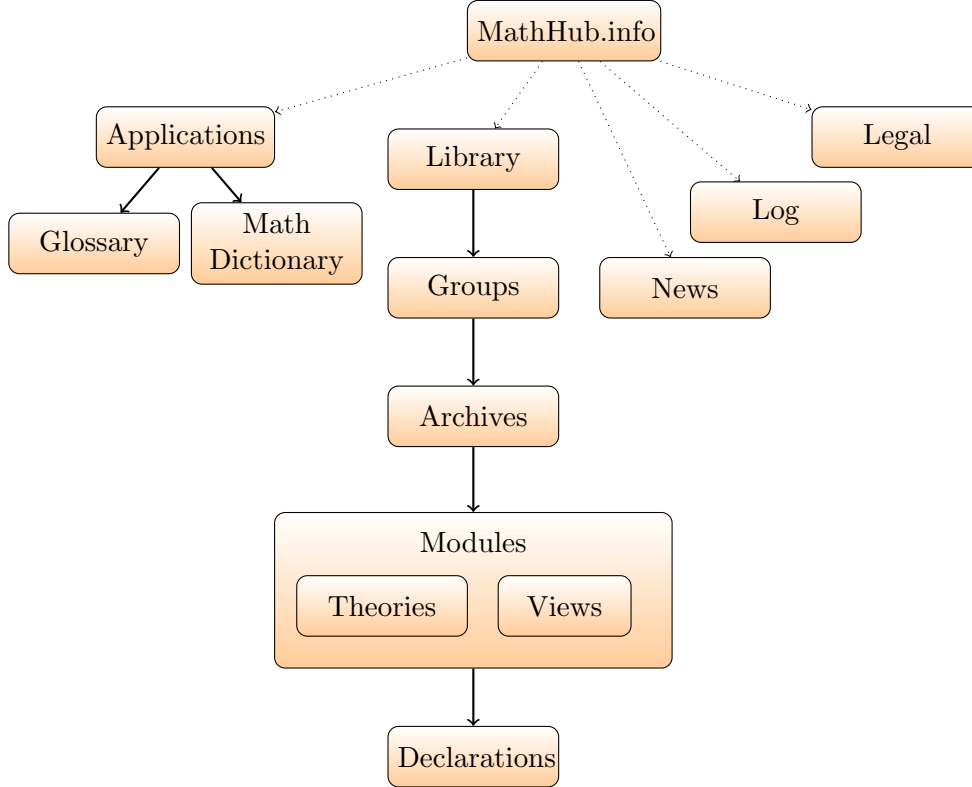 MathHub.info
Applications
Library
Legal
Log
Glossary
Math
Dictionary
Groups
News
Archives
Modules
Theories
Views
Declarations